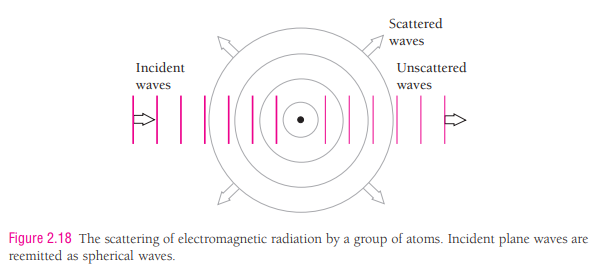 Scattered
waves
Incident
waves
Unscattered
waves
Figure 2.18 The scattering of electromagnetic radiation by a group of atoms. Incident plane waves are
reemitted as spherical waves.